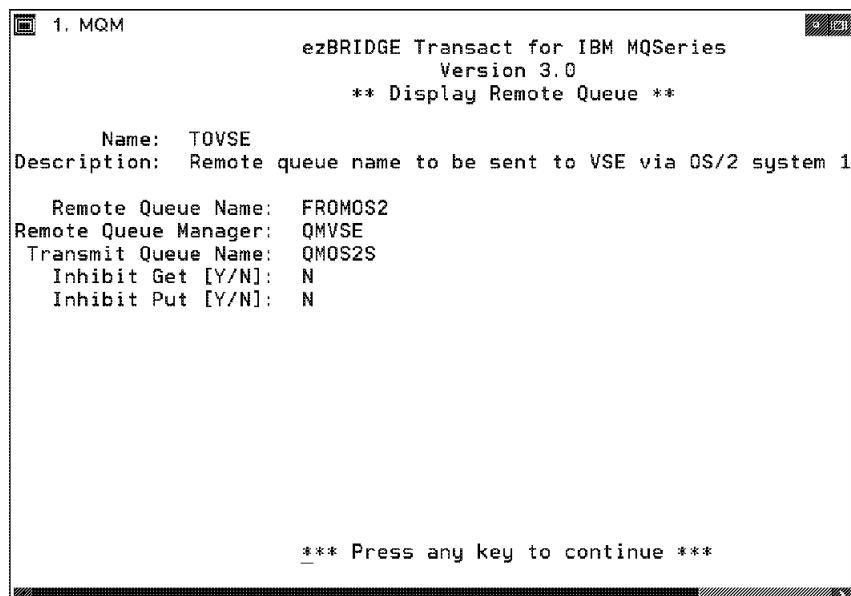 1. MQM
ezBRIDGE Transact for IBM MQSeries
Version 3.0
** Display Remote Queue **
Name: TOVSE
Description: Remote queue name to be sent to VSE via OS/2 system 1
Remote Queue Name: FROMOS2
Remote Queue Manager: QMVSE
Transmit Queue Name: QMOS2S
Inhibit Get [Y/N]: N
Inhibit Put [Y/N]: N
*** Press any key to continue ***